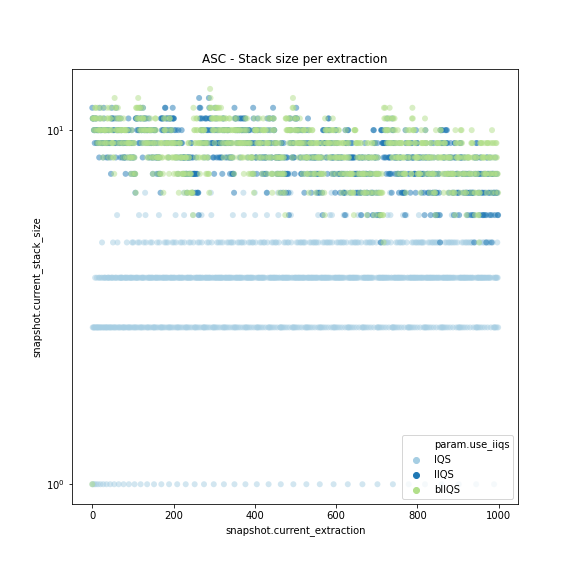 ASC - Stack size per extraction
snapshot.current_stack_size
10¹
10⁰
param.use_iiqs
IQS
IIQS
bIIQS
0
200
400
600
800
1000
snapshot.current_extraction